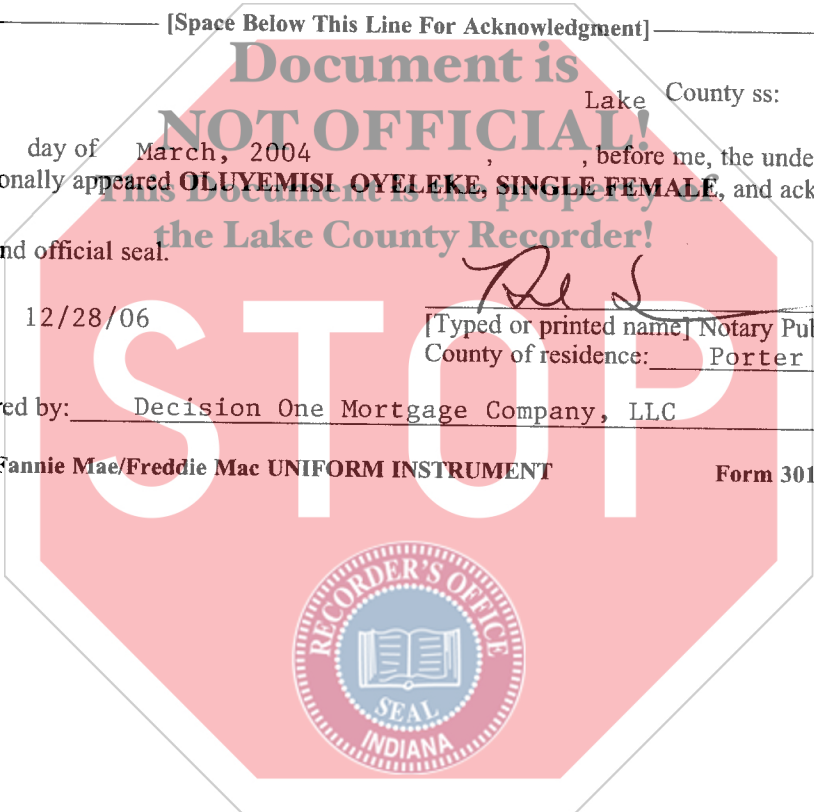 [Space Below This Line For Acknowledgment]
Document is
Lake County ss:
NOT OFFICIAL!
day of March, 2004 , , before me, the unde
onally appeared OLUYEMISI OYELEKE, SINGLE FEMALE, and ack
This Document is the property of
the Lake County Recorder!
nd official seal.
12/28/06
[Typed or printed name] Notary Pub
County of residence: Porter
ed by: Decision One Mortgage Company, LLC
Fannie Mae/Freddie Mac UNIFORM INSTRUMENT Form 301
STOP
RECORDER'S OFFICE
SEAL
INDIANA